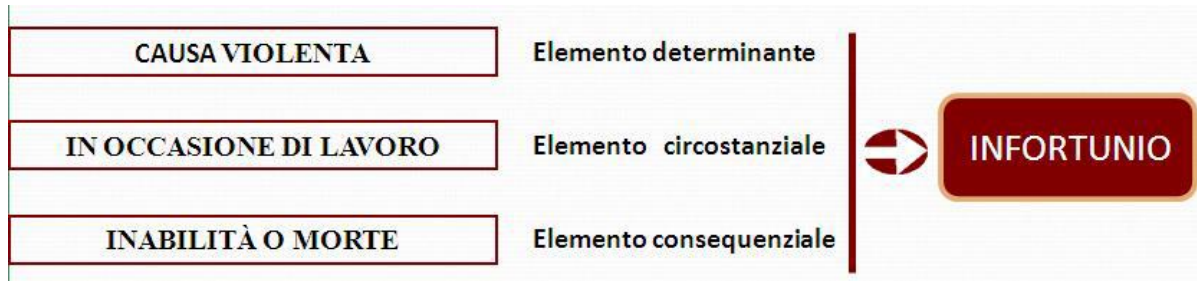 CAUSA VIOLENTA Elemento determinante
IN OCCASIONE DI LAVORO Elemento circostanziale
INFORTUNIO
INABILITÀ O MORTE Elemento consequenziale